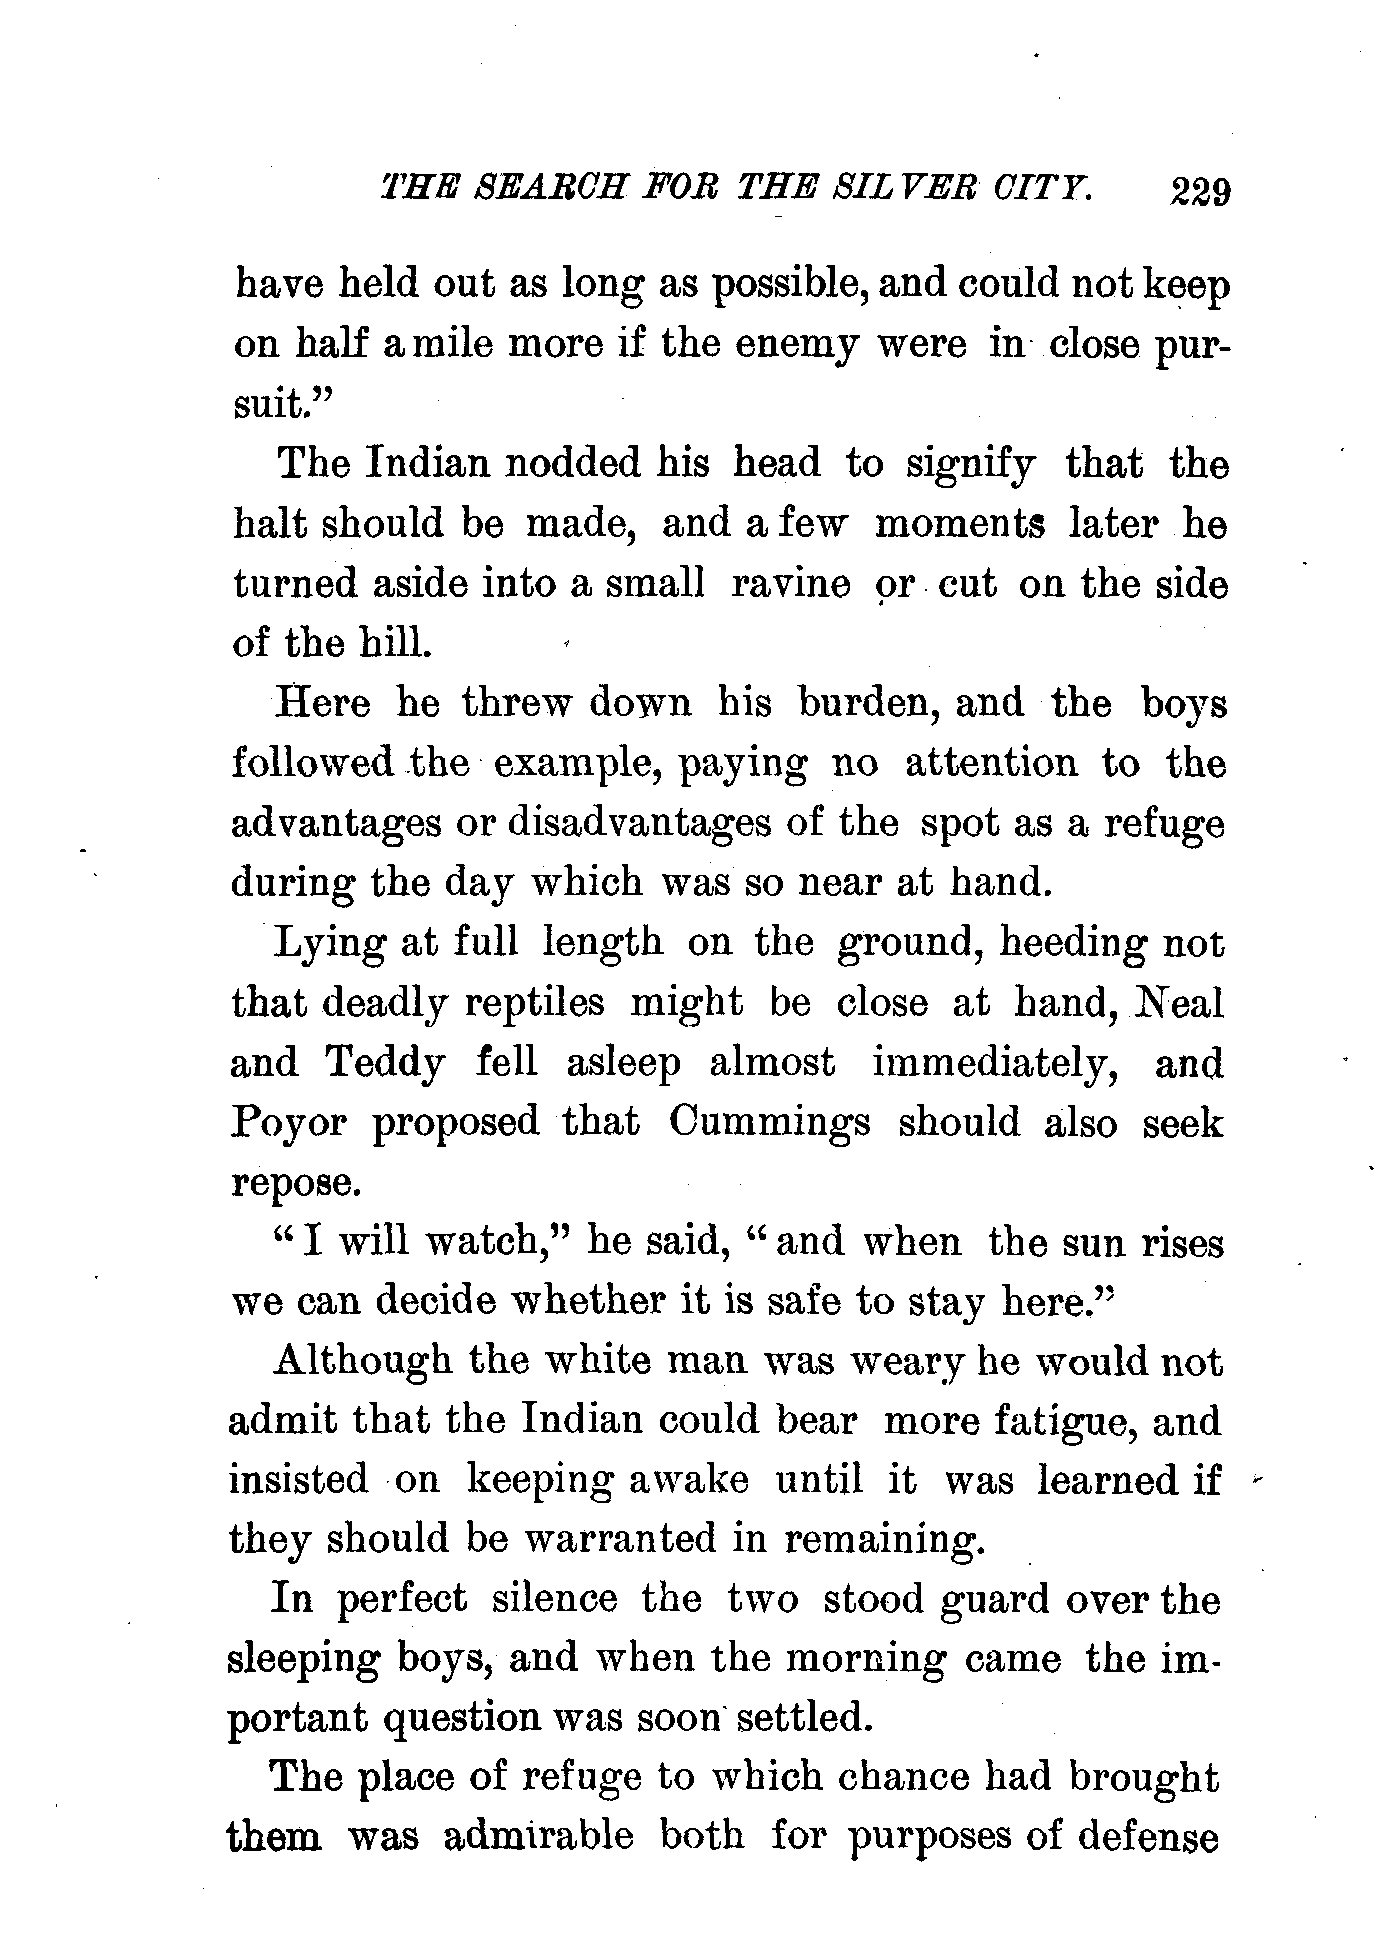 THE SEARCH FOR THE SILVER CITY. 229
have held out as long as possible, and could not keep
on half a mile more if the enemy were in close pur-
suit.”
The Indian nodded his head to signify that the
halt should be made, and a few moments later he
turned aside into a small ravine or cut on the side
of the hill.
Here he threw down his burden, and the boys
followed the example, paying no attention to the
advantages or disadvantages of the spot as a refuge
during the day which was so near at hand.
Lying at full length on the ground, heeding not
that deadly reptiles might be close at hand, Neal
and Teddy fell asleep almost immediately, and
Poyor proposed that Cummings should also seek
repose.
“I will watch,” he said, “and when the sun rises
we can decide whether it is safe to stay here.”
Although the white man was weary he would not
admit that the Indian could bear more fatigue, and
insisted on keeping awake until it was learned if
they should be warranted in remaining.
In perfect silence the two stood guard over the
sleeping boys, and when the morning came the im-
portant question was soon settled.
The place of refuge to which chance had brought
them was admirable both for purposes of defense